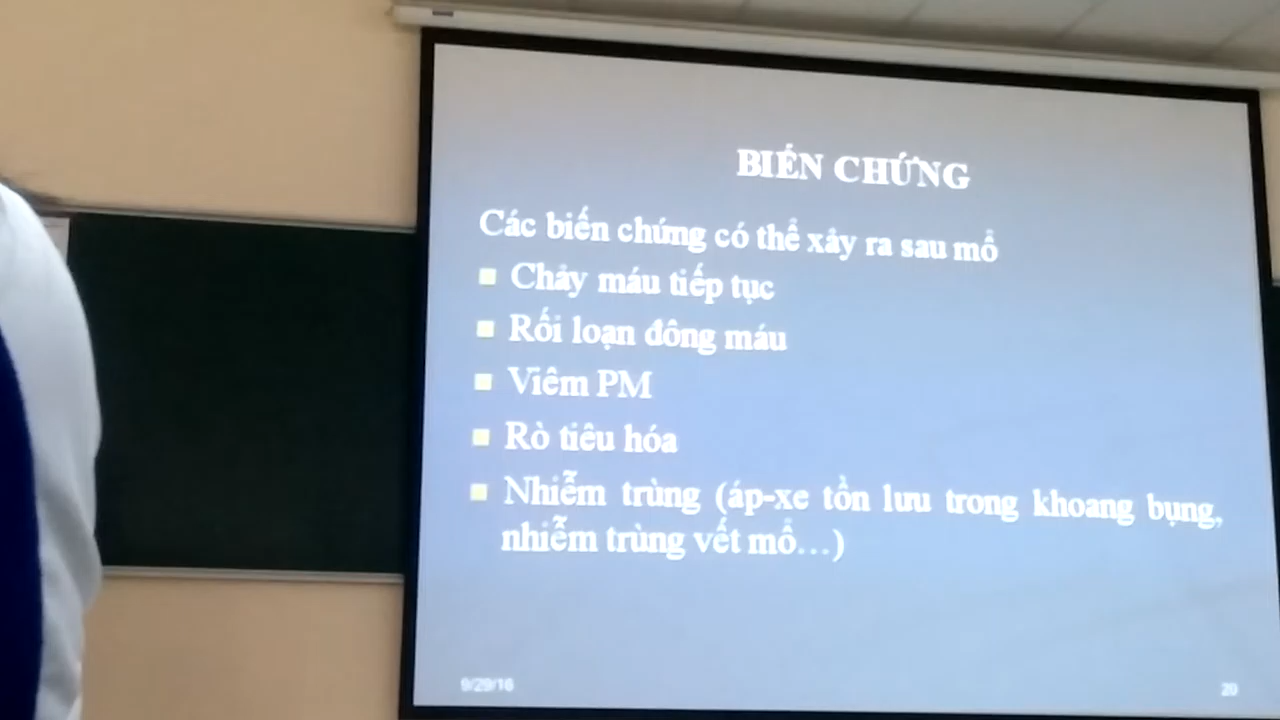 BIẾN CHỨNG
Các biến chứng có thể xảy ra sau mổ
Chảy máu tiếp tục
Rối loạn đông máu
Viêm PM
Rò tiêu hóa
Nhiễm trùng (áp-xe tồn lưu trong khoang bụng,
nhiễm trùng vết mổ...)
9/29/16
20